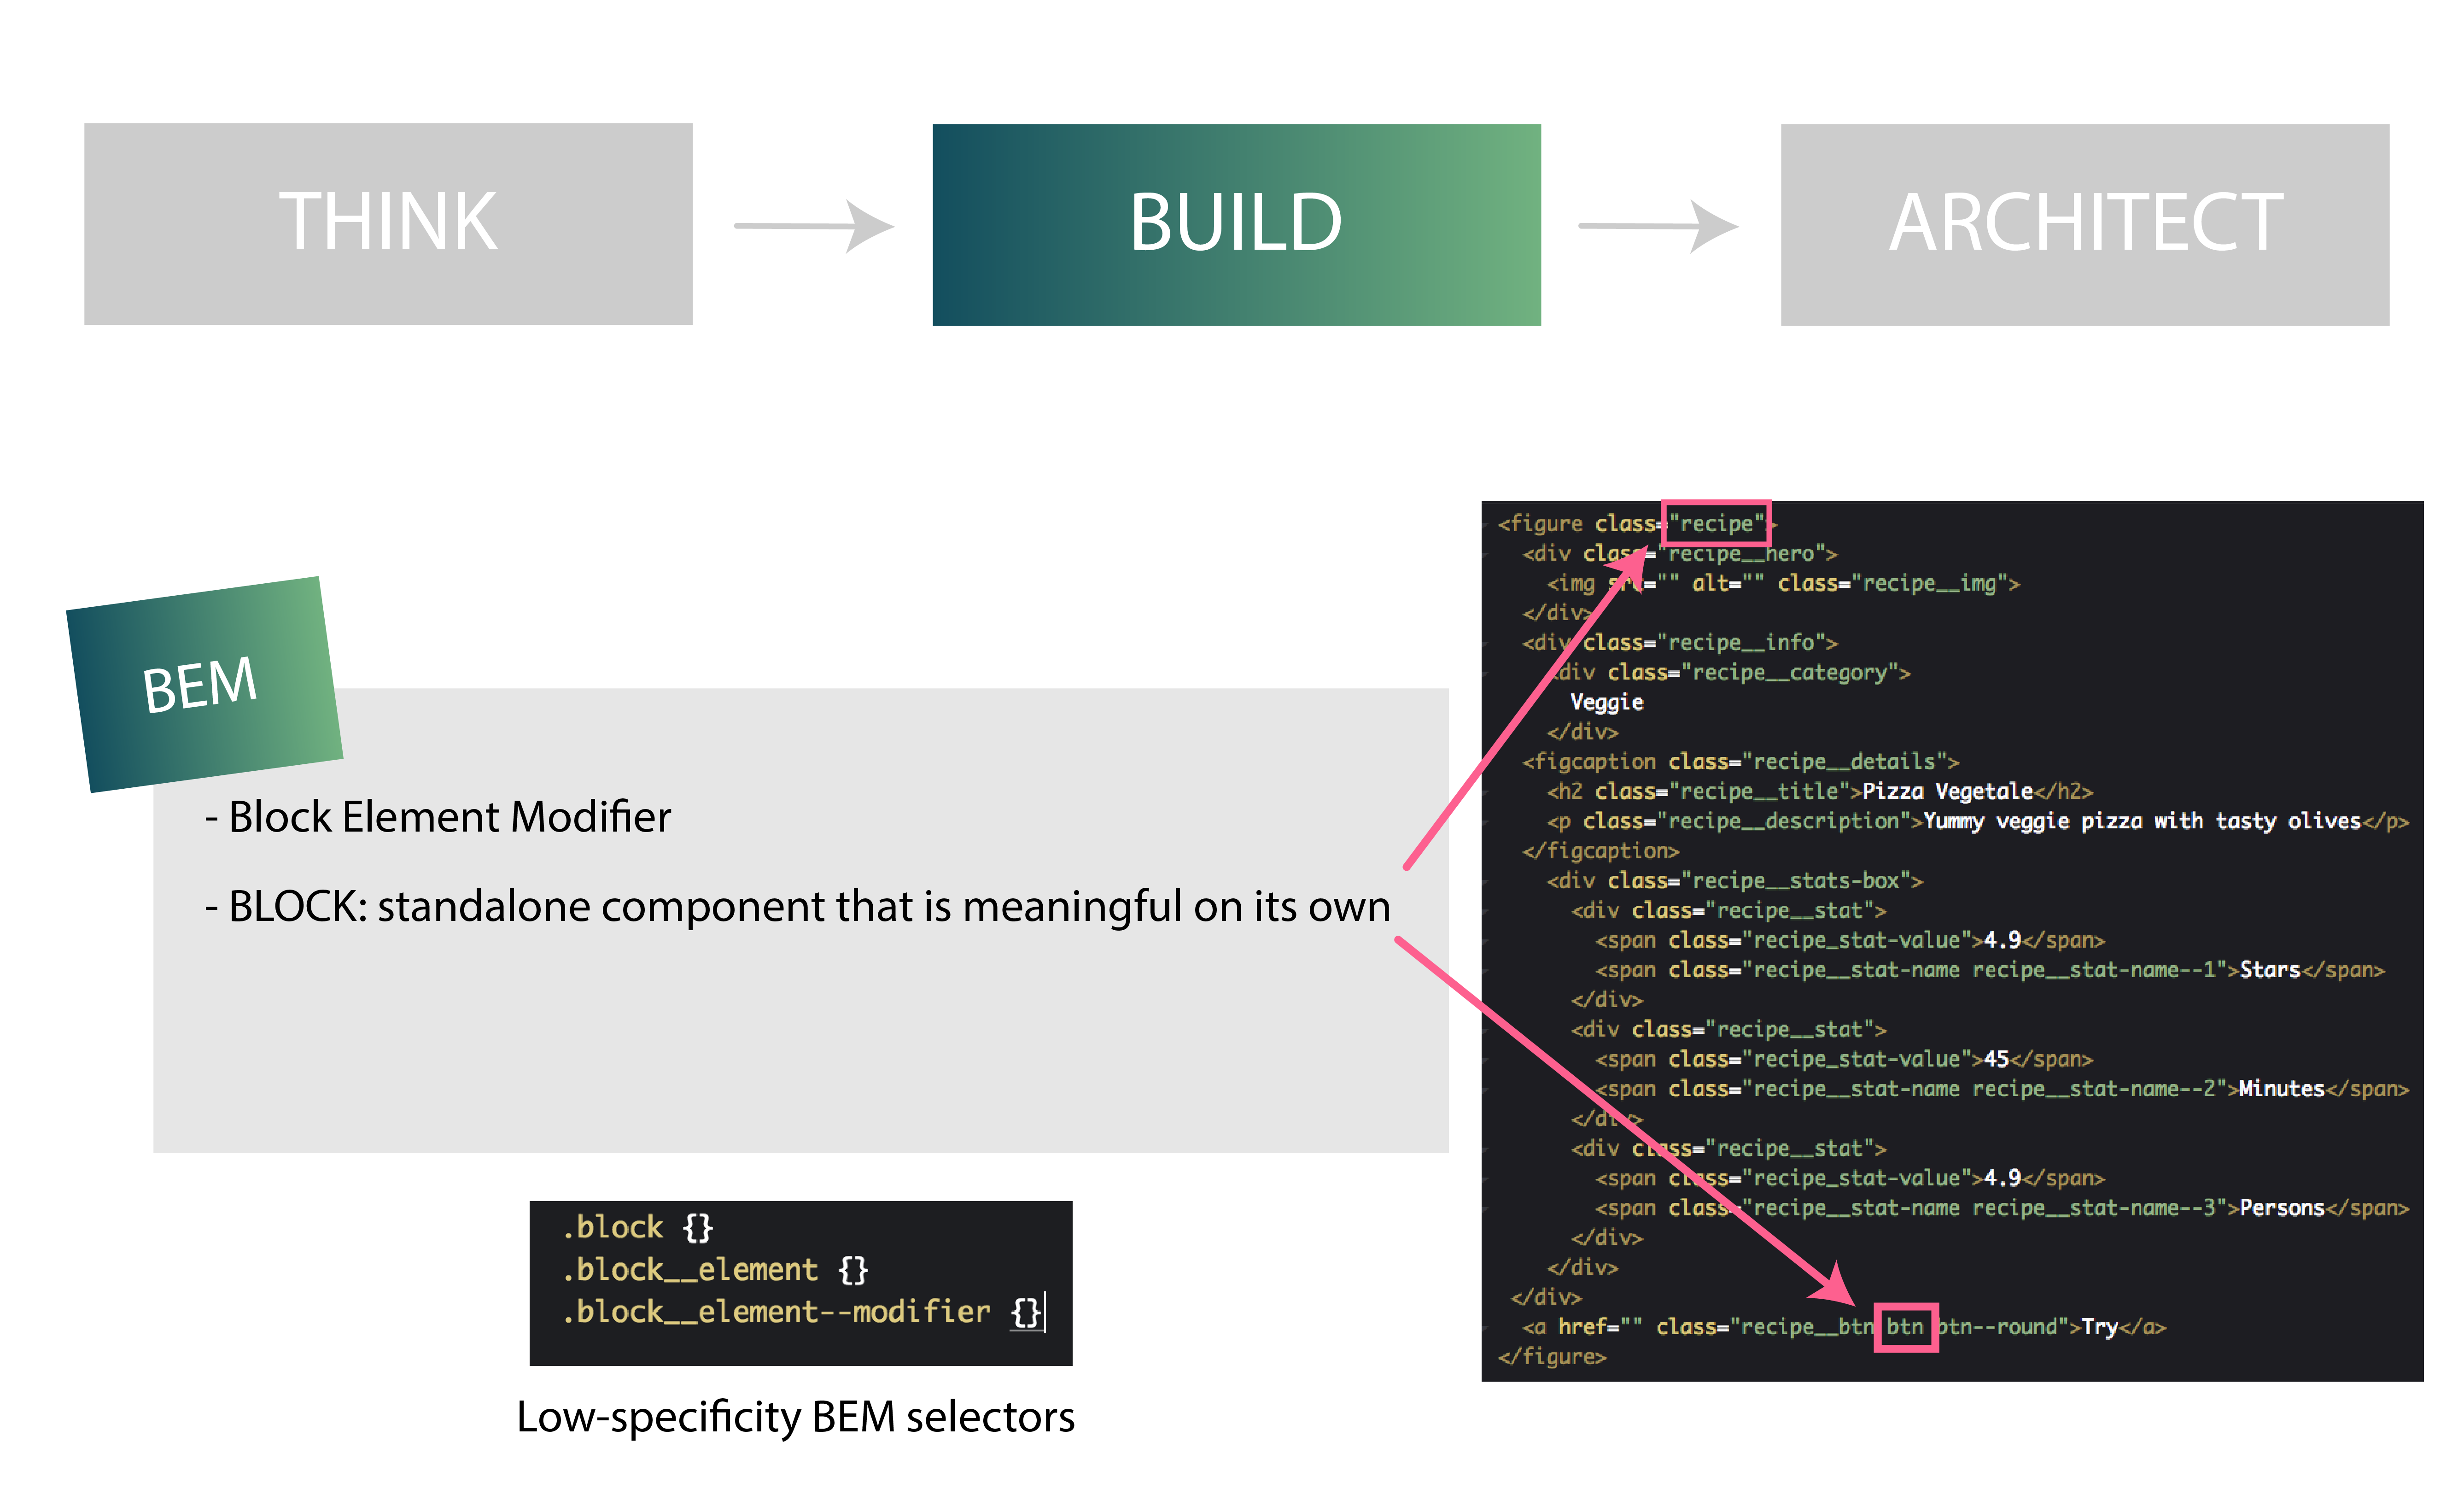 THINK
BUILD
ARCHITECT
BEM
- Block Element Modifier
- BLOCK: standalone component that is meaningful on its own
.block {}
.block__element {}
.block__element--modifier {}
Low-specificity BEM selectors
<figure class="recipe">
<div class="recipe__hero">
<img src="" alt="" class="recipe__img">
</div>
<div class="recipe__info">
<div class="recipe__category">
Veggie
</div>
<figcaption class="recipe__details">
<h2 class="recipe__title">Pizza Vegetale</h2>
<p class="recipe__description">Yummy veggie pizza with tasty olives</p>
</figcaption>
<div class="recipe__stats-box">
<div class="recipe__stat">
<span class="recipe_stat-value">4.9</span>
<span class="recipe__stat-name recipe__stat-name--1">Stars</span>
</div>
<div class="recipe__stat">
<span class="recipe_stat-value">45</span>
<span class="recipe__stat-name recipe__stat-name--2">Minutes</span>
</div>
<div class="recipe__stat">
<span class="recipe_stat-value">4.9</span>
<span class="recipe__stat-name recipe__stat-name--3">Persons</span>
</div>
</div>
</div>
<a href="" class="recipe__btn btn btn--round">Try</a>
</figure>